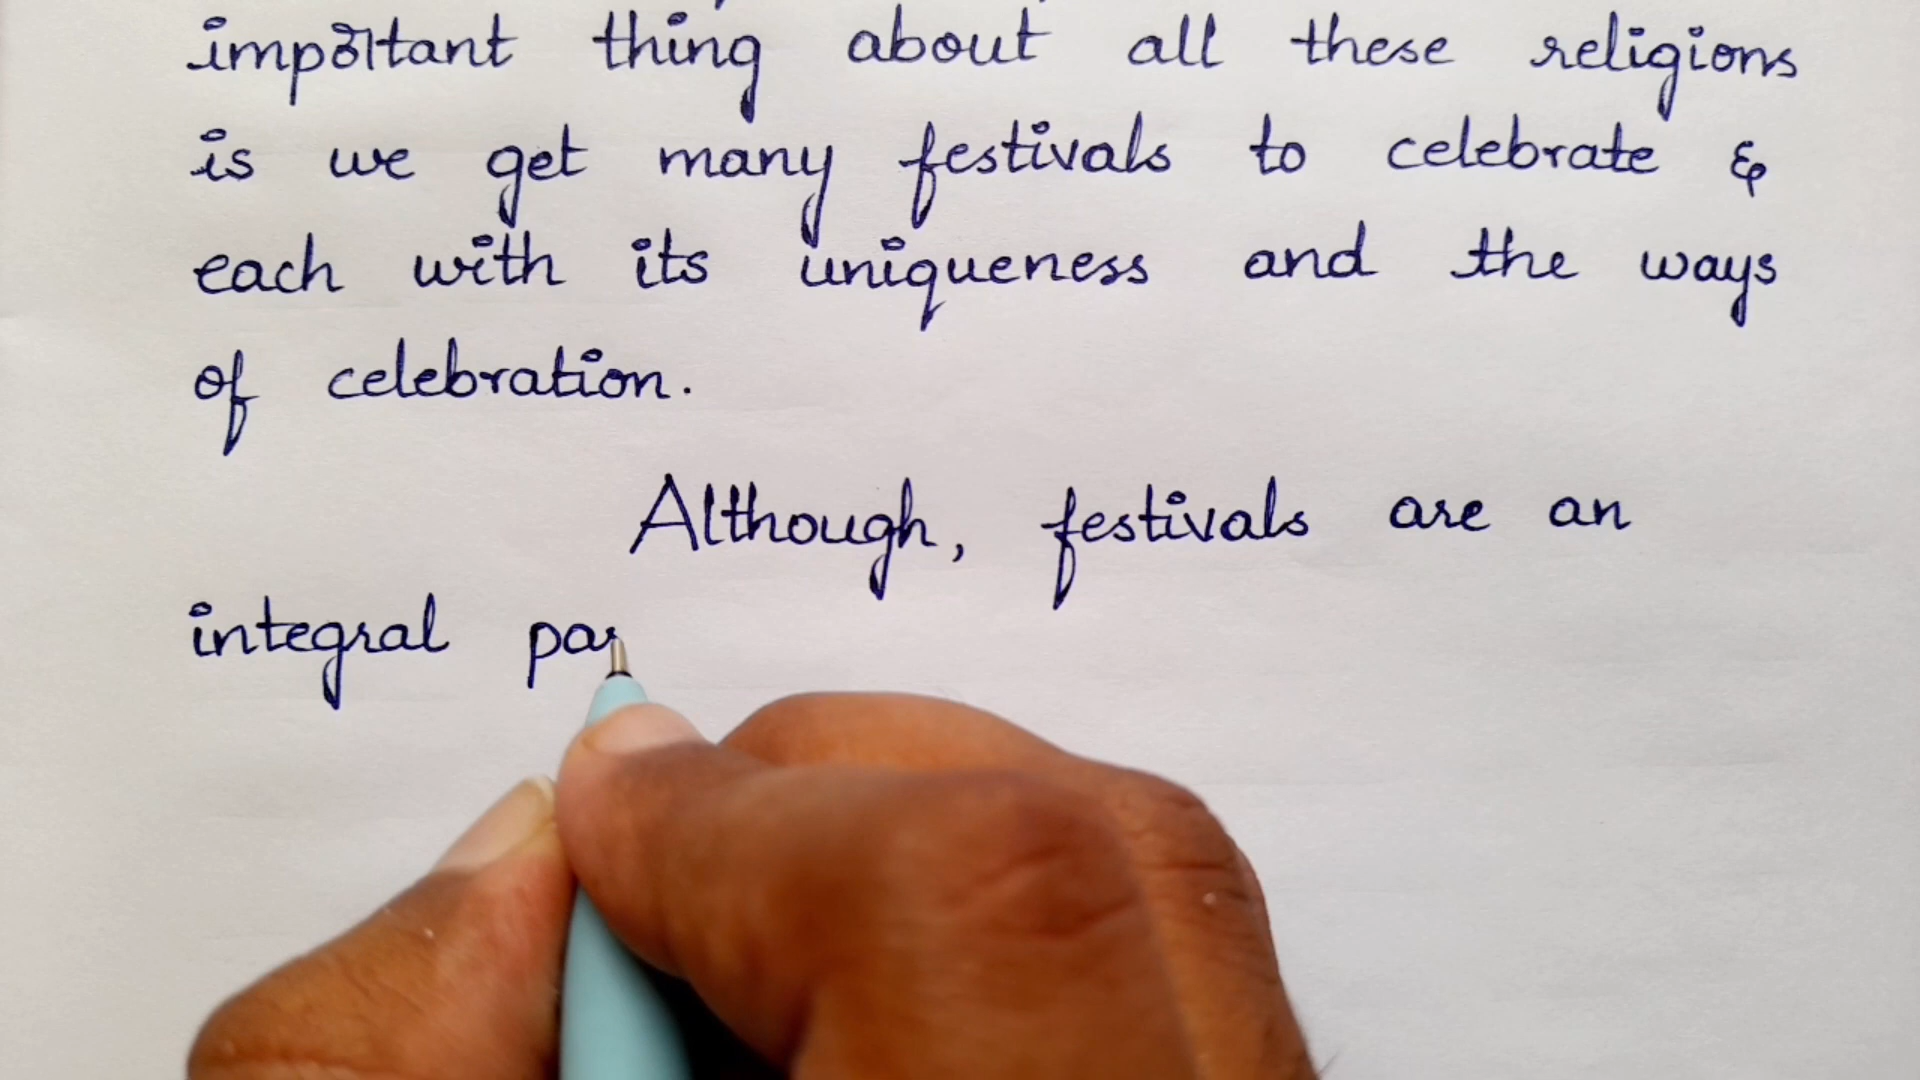 important thing about all these religions
is we get many festivals to celebrate &
each with its uniqueness and the ways
of celebration.
Although, festivals are an
integral par